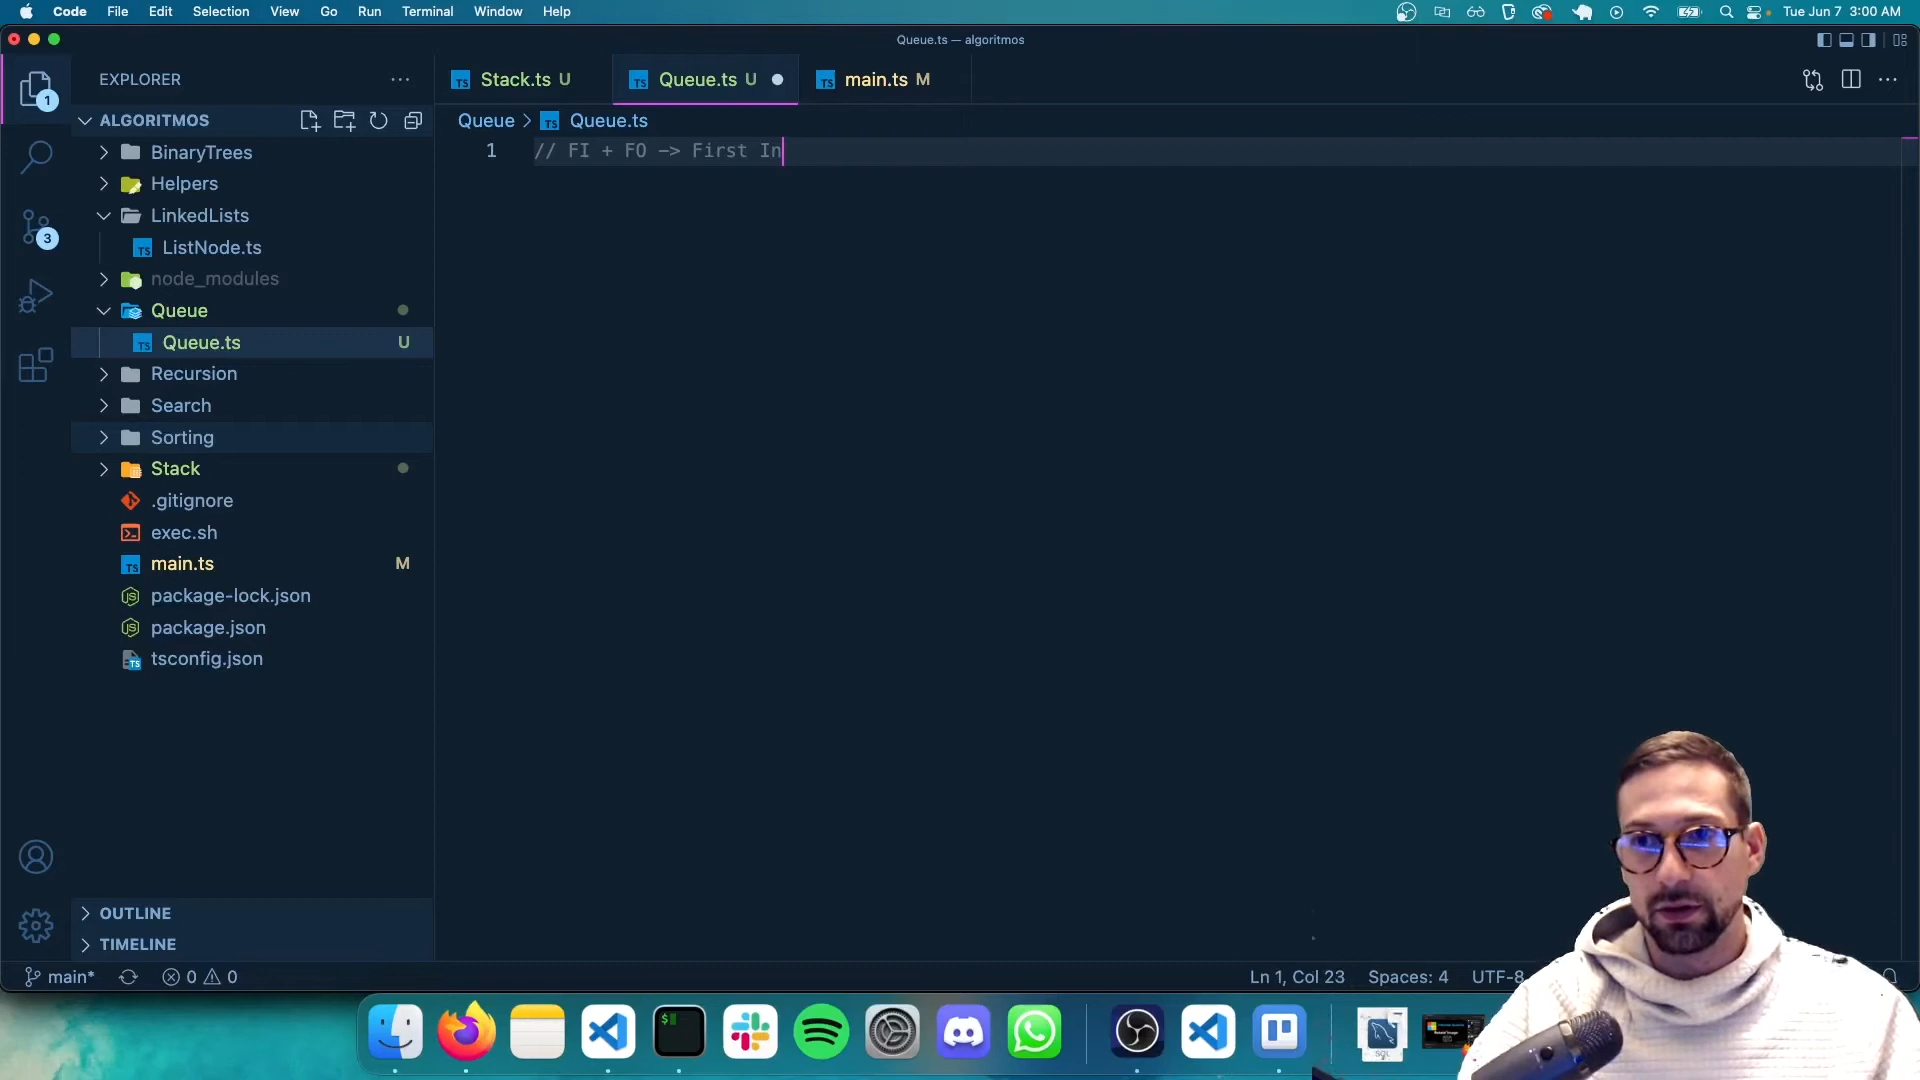 Code File Edit Selection View Go Run Terminal Window Help
Tue Jun 7 3:00 AM
Queue.ts — algoritmos
EXPLORER
Stack.ts U
Queue.ts U
main.ts M
ALGORITMOS
Queue > Queue.ts
1 // FI + FO -> First In
BinaryTrees
Helpers
LinkedLists
ListNode.ts
node_modules
Queue
Queue.ts U
Recursion
Search
Sorting
Stack
.gitignore
exec.sh
main.ts M
package-lock.json
package.json
tsconfig.json
1
3
OUTLINE
TIMELINE
main* 0 0
Ln 1, Col 23 Spaces: 4 UTF-8